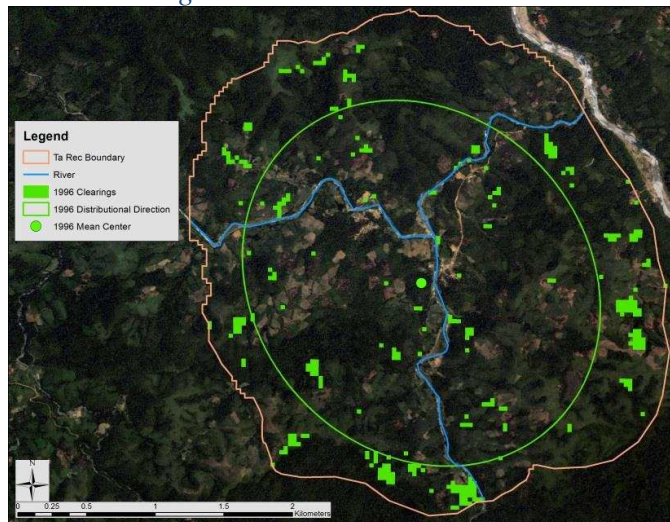 Legend
Ta Rec Boundary
River
1996 Clearings
1996 Distributional Direction
1996 Mean Center
N
0 0.25 0.5 1 1.5 2
Kilometers